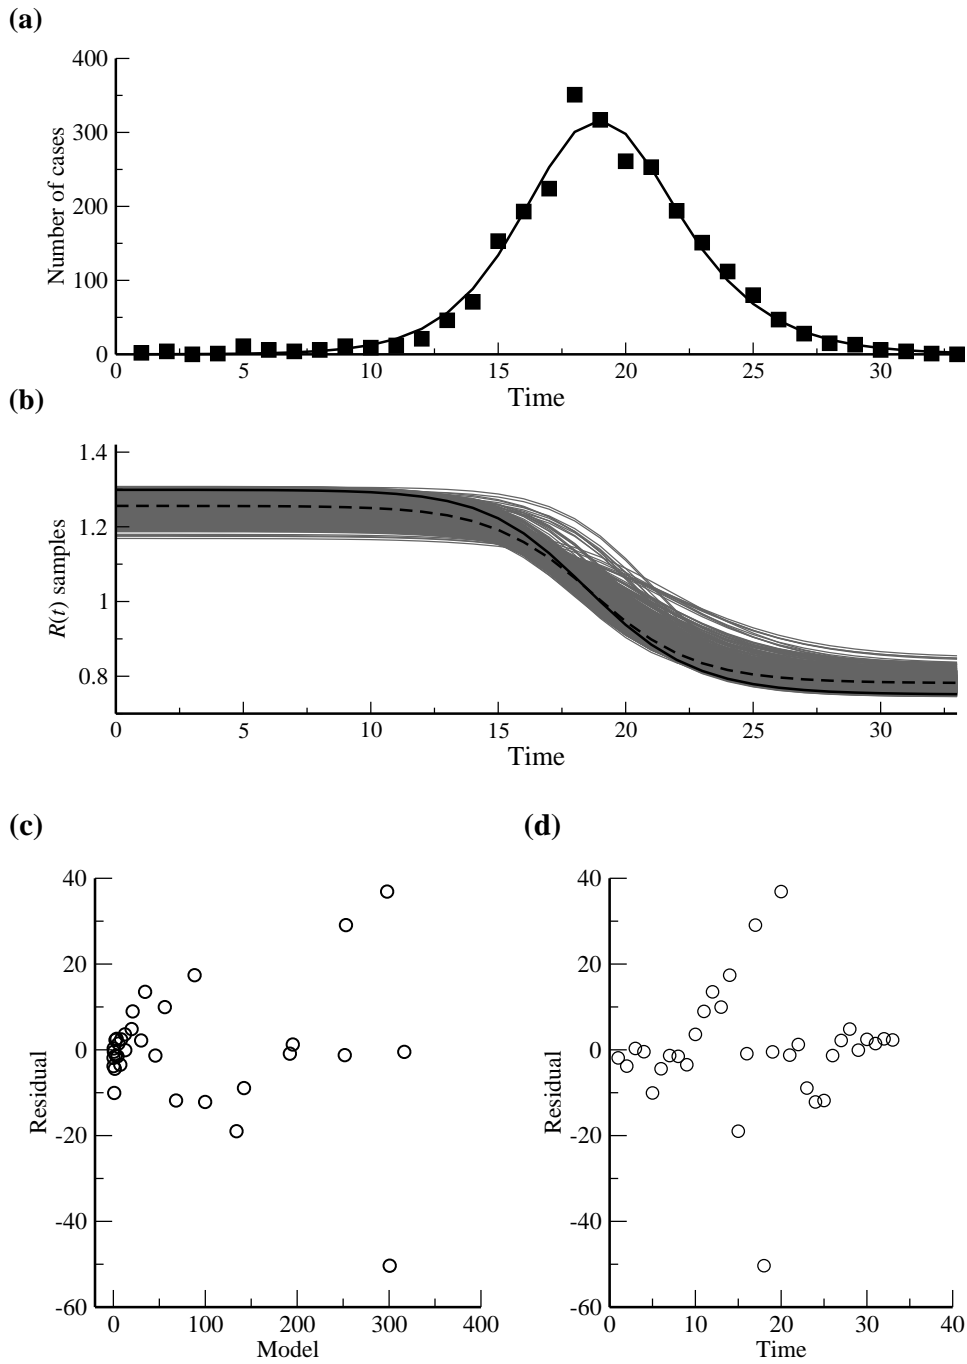 (a)
400
300
200
100
0
Number of cases
0 5 10 15 20 25 30
Time
(b)
1.4
1.2
1
0.8
R(t) samples
0 5 10 15 20 25 30
Time
(c)
40
20
0
-20
-40
-60
Residual
0 100 200 300 400
Model
(d)
40
20
0
-20
-40
-60
Residual
0 10 20 30 40
Time